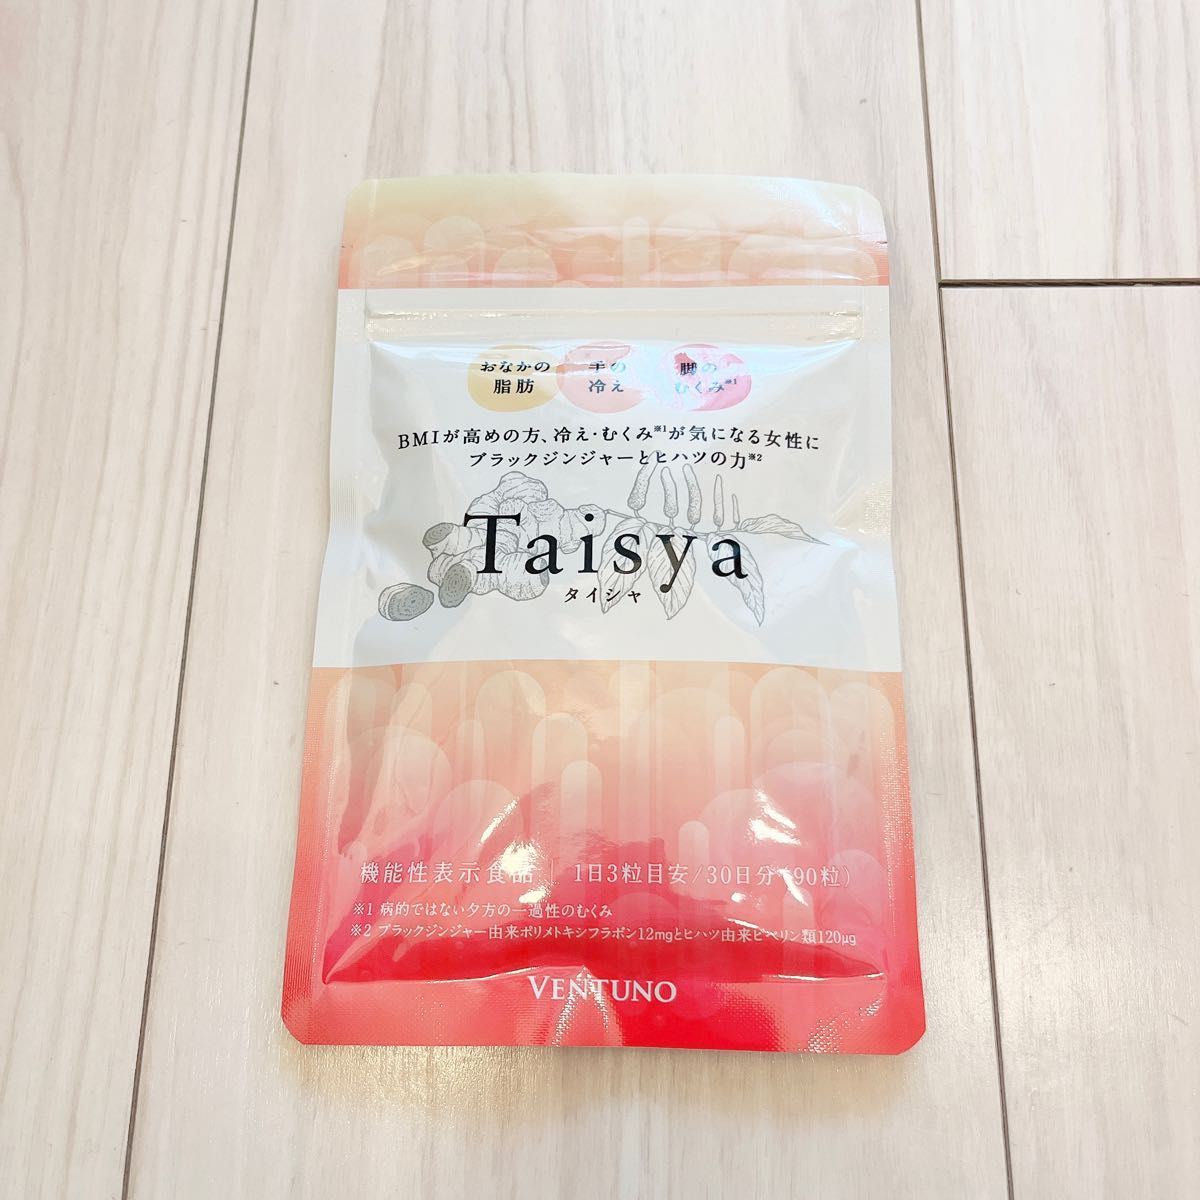 おなかの
脂肪
手の
冷え
脚の
むくみ※1
BMIが高めの方、冷え・むくみ※1が気になる女性に
ブラックジンジャーとヒハツの力※2
Taisya
タイシャ
機能性表示食品 | 1日3粒目安/30日分(90粒)
※1 病的ではない夕方の一過性のむくみ
※2 ブラックジンジャー由来ポリメトキシフラボン12mgとヒハツ由来ピペリン類120μg
VENTUNO